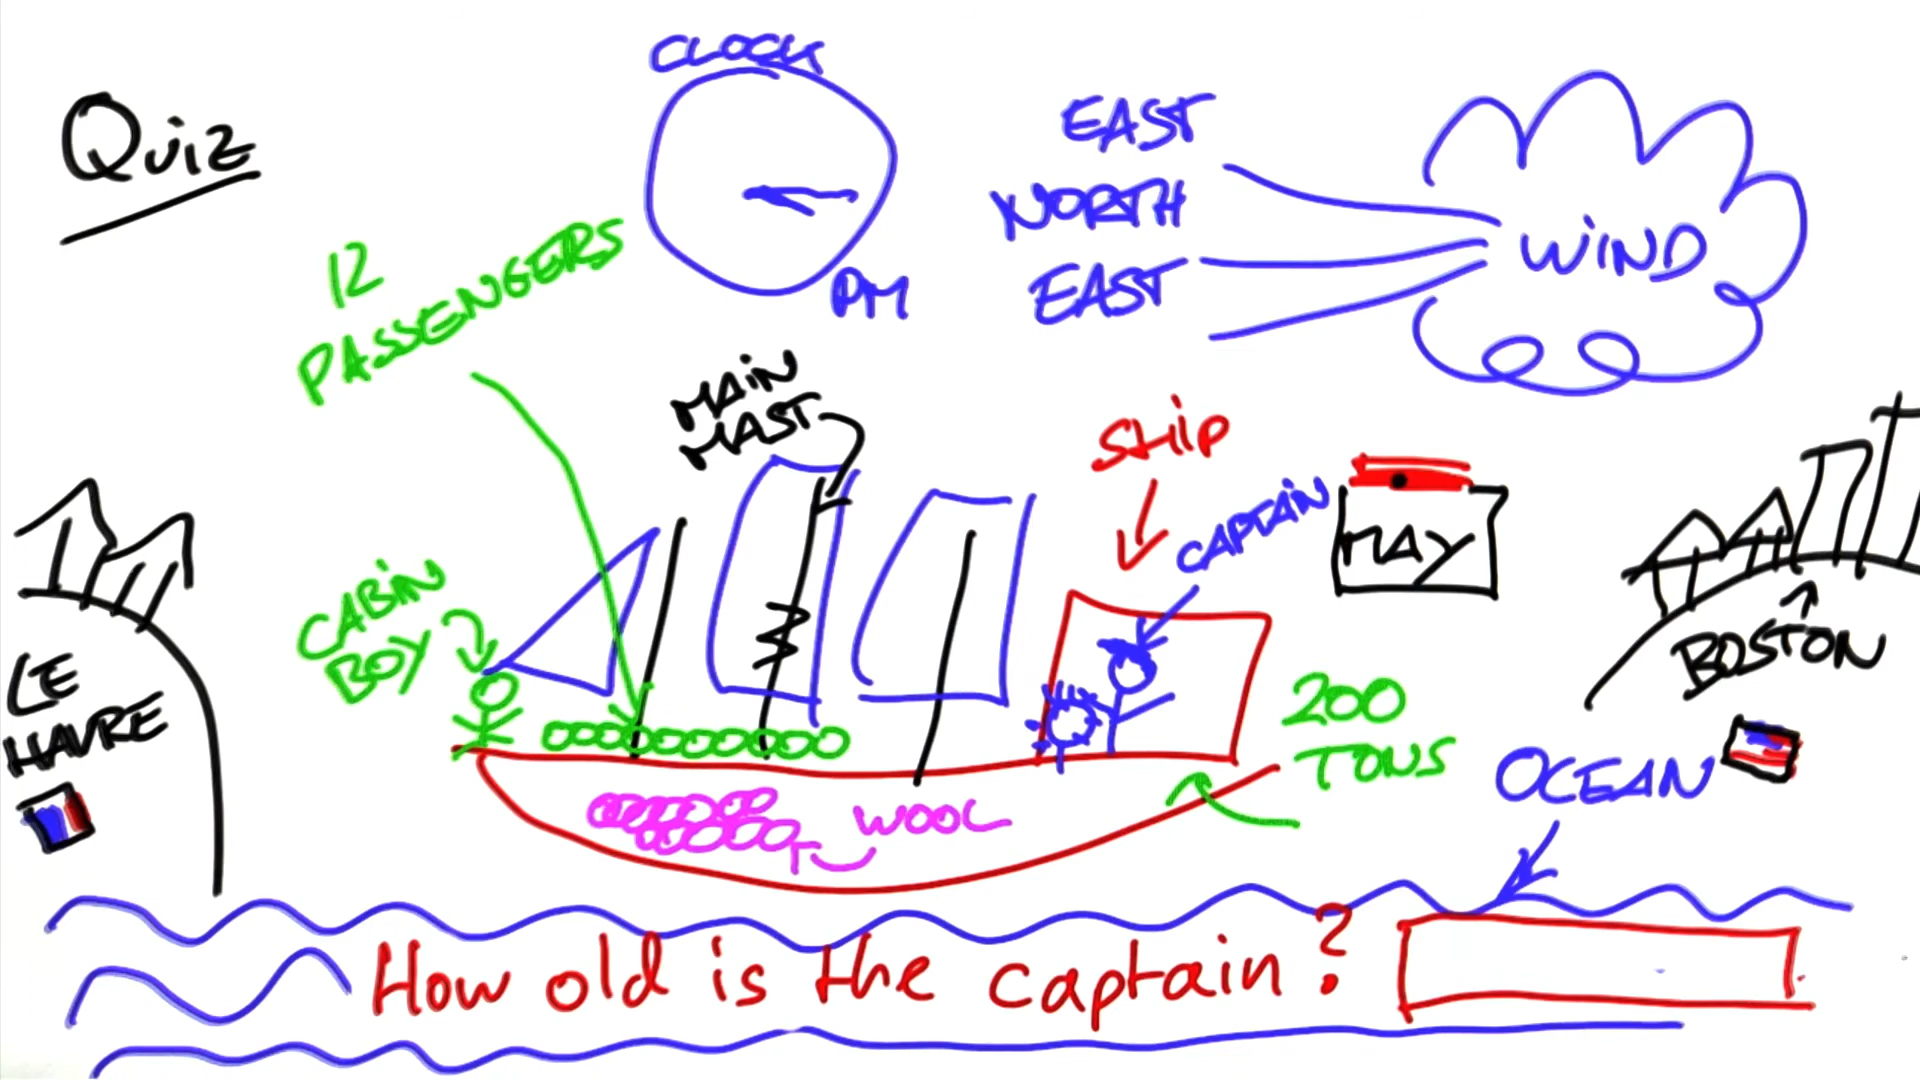 Quiz
CLOCK
PM
EAST
NORTH
EAST
WIND
12
PASSENGERS
MAIN
MAST
SHIP
CAPTAIN
MAY
CABIN
BOY
LE
HAVRE
BOSTON
200
TONS
OCEAN
WOOL
How old is the captain?